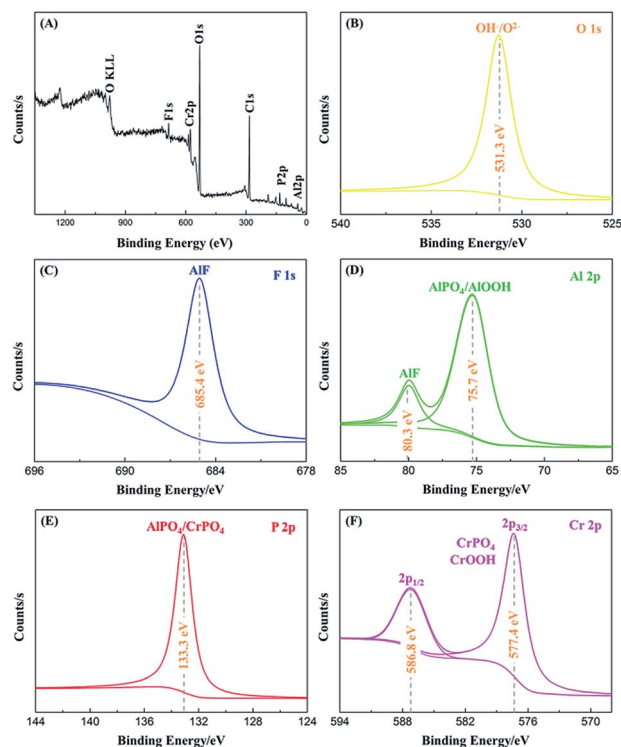 (A)
O KLL
F1s
Cr2p
O1s
C1s
P2p
Al2p
Counts/s
1200 900 600 300 0
Binding Energy (eV)
(B)
OH⁻/O²⁻
O 1s
531.3 eV
Counts/s
540 535 530 525
Binding Energy/eV
(C)
AlF
F 1s
685.4 eV
Counts/s
696 690 684 678
Binding Energy/eV
(D)
AlPO₄/AlOOH
Al 2p
AlF
80.3 eV
75.7 eV
Counts/s
85 80 75 70 65
Binding Energy/eV
(E)
AlPO₄/CrPO₄
P 2p
133.3 eV
Counts/s
144 140 136 132 128 124
Binding Energy/eV
(F)
2p₃/₂
Cr 2p
CrPO₄
CrOOH
2p₁/₂
586.8 eV
577.4 eV
Counts/s
594 588 582 576 570
Binding Energy/eV